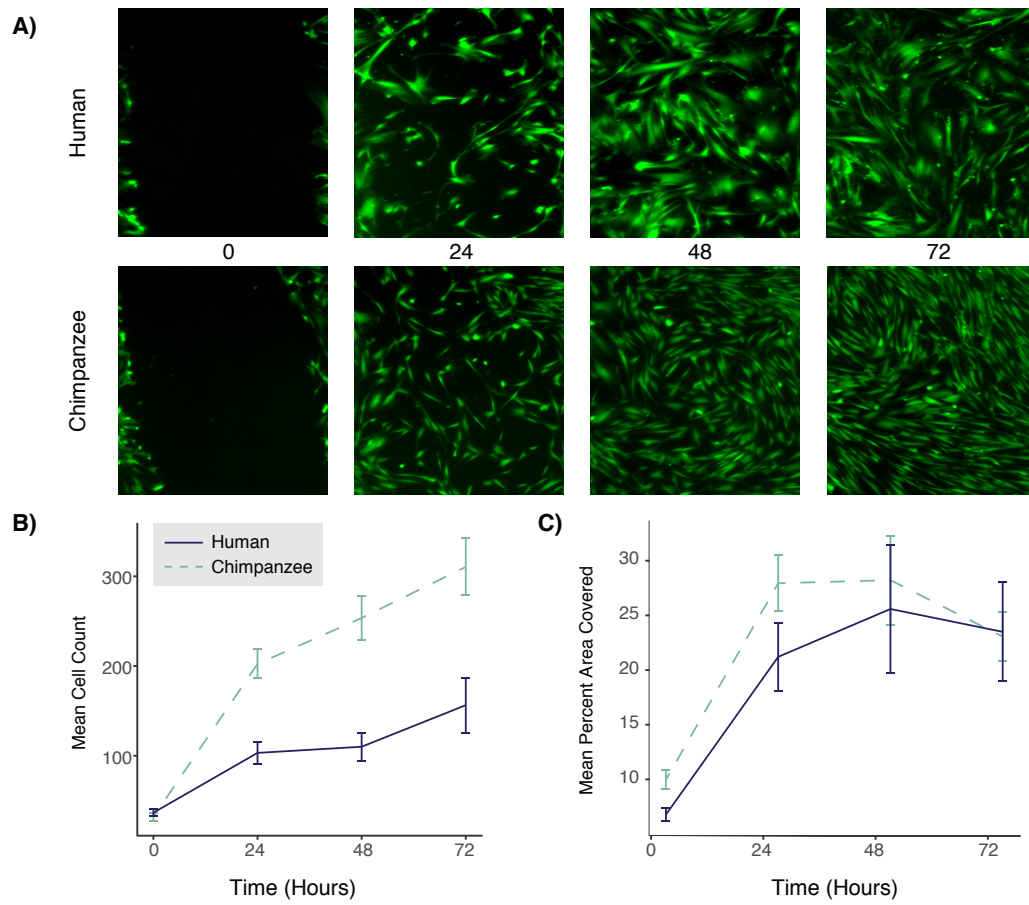 A)
Human
0 24 48 72
Chimpanzee
B)
Human
Chimpanzee
Mean Cell Count
300
200
100
0 24 48 72
Time (Hours)
C)
Mean Percent Area Covered
30
25
20
15
10
0 24 48 72
Time (Hours)